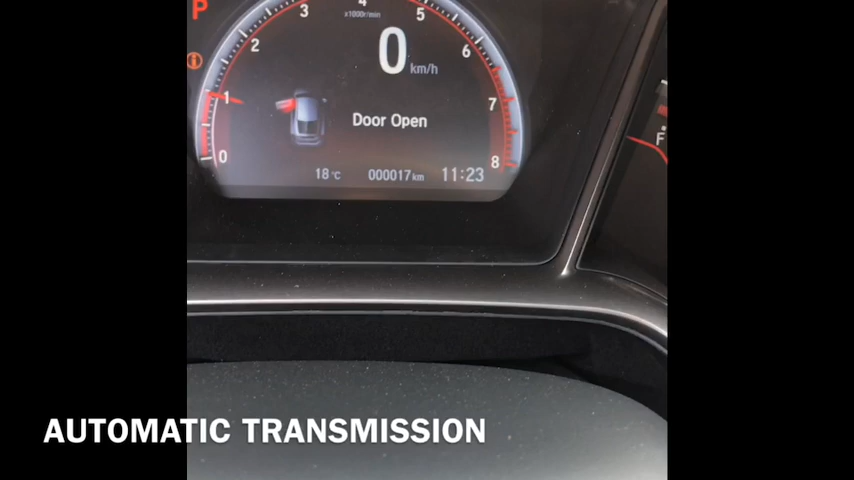 P
4
3
5
x1000r/min
2
0
6
km/h
1
7
Door Open
F
0
8
18°C
000017km
11:23
AUTOMATIC TRANSMISSION